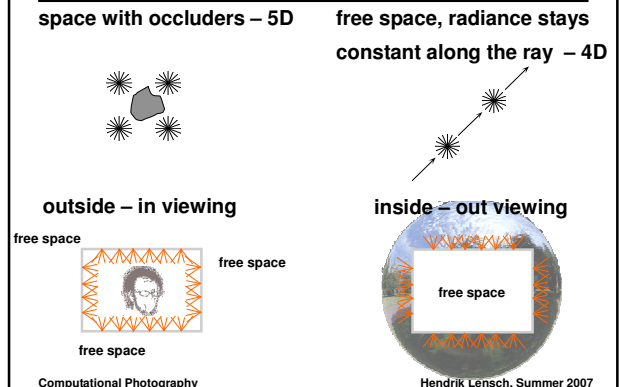 space with occluders – 5D
free space, radiance stays
constant along the ray – 4D
outside – in viewing
inside – out viewing
free space
free space
free space
free space
Computational Photography
Hendrik Lensch, Summer 2007